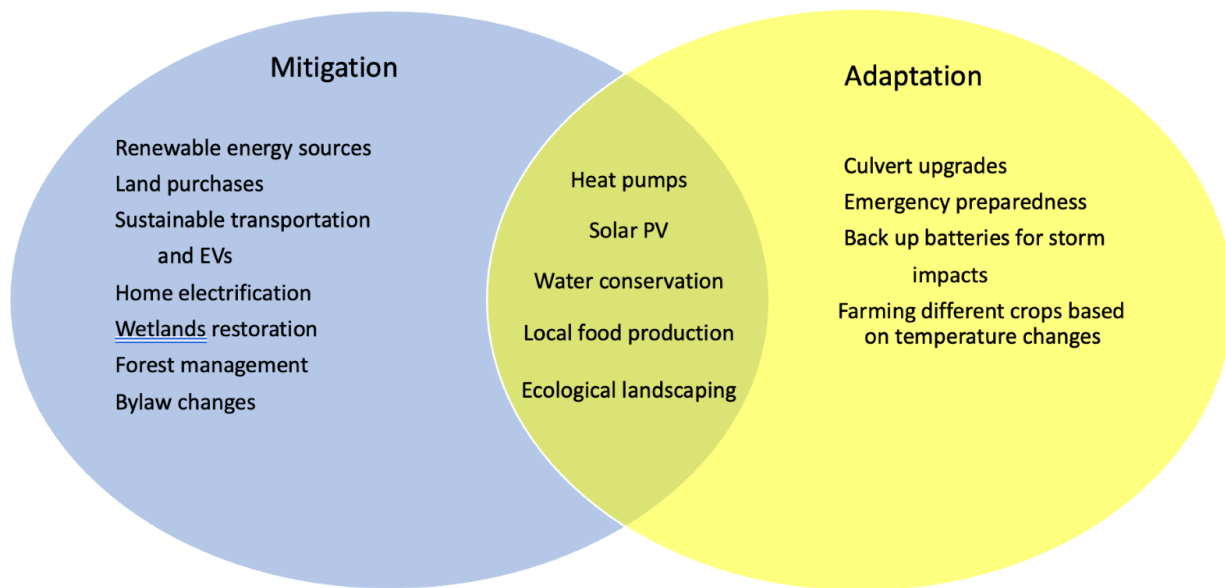 Mitigation
Renewable energy sources
Land purchases
Sustainable transportation
and EVs
Home electrification
Wetlands restoration
Forest management
Bylaw changes
Heat pumps
Solar PV
Water conservation
Local food production
Ecological landscaping
Adaptation
Culvert upgrades
Emergency preparedness
Back up batteries for storm
impacts
Farming different crops based
on temperature changes